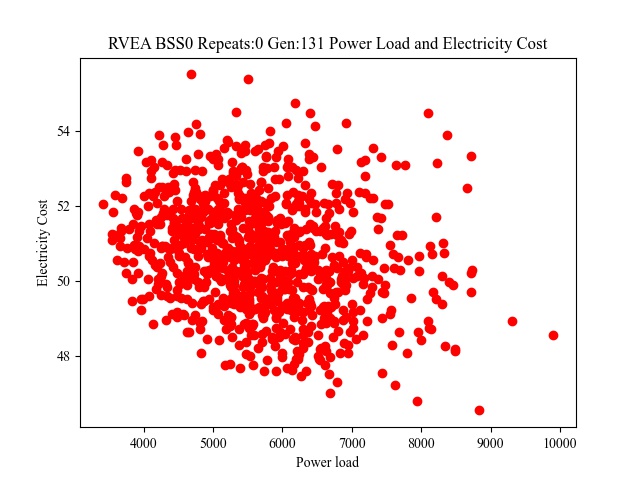 RVEA BSS0 Repeats:0 Gen:131 Power Load and Electricity Cost
54
52
50
48
Electricity Cost
4000 5000 6000 7000 8000 9000 10000
Power load